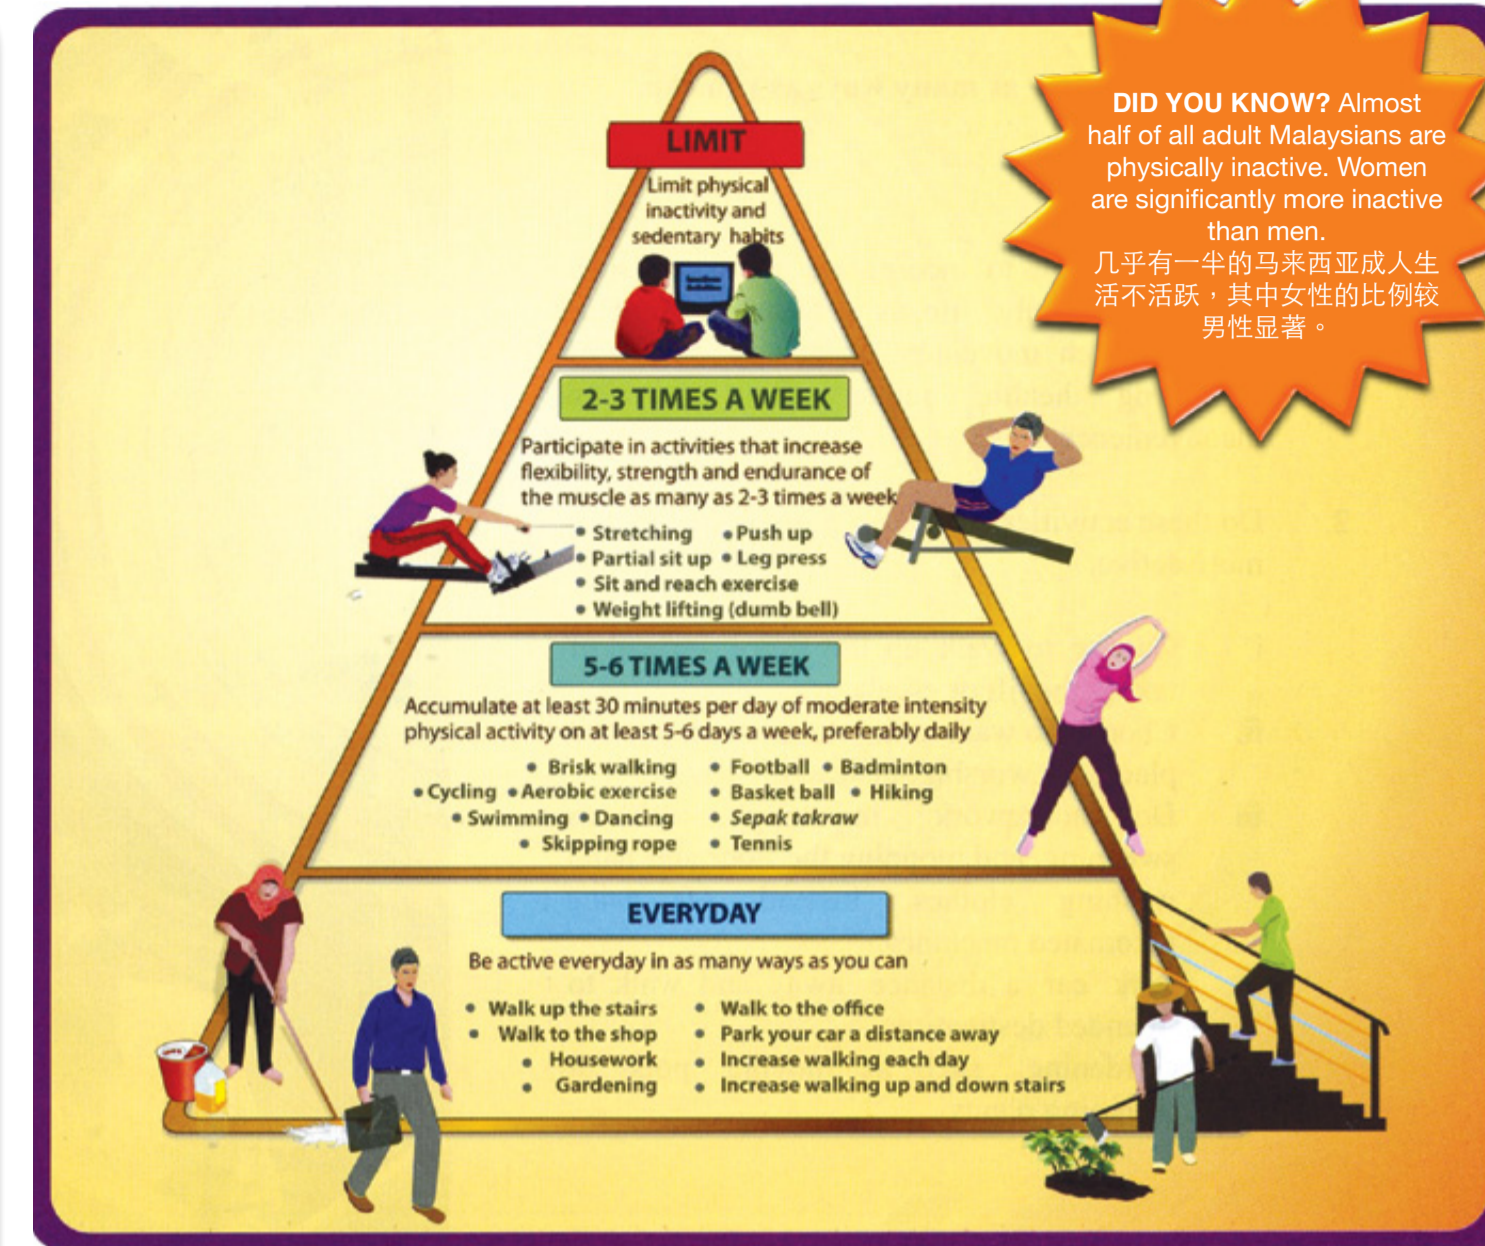 DID YOU KNOW? Almost
half of all adult Malaysians are
physically inactive. Women
are significantly more inactive
than men.
几乎有一半的马来西亚成人生
活不活跃，其中女性的比例较
男性显著。
LIMIT
Limit physical
inactivity and
sedentary habits
2-3 TIMES A WEEK
Participate in activities that increase
flexibility, strength and endurance of
the muscle as many as 2-3 times a week
• Stretching • Push up
• Partial sit up • Leg press
• Sit and reach exercise
• Weight lifting (dumb bell)
5-6 TIMES A WEEK
Accumulate at least 30 minutes per day of moderate intensity
physical activity on at least 5-6 days a week, preferably daily
• Brisk walking • Football • Badminton
• Cycling • Aerobic exercise • Basket ball • Hiking
• Swimming • Dancing • Sepak takraw
• Skipping rope • Tennis
EVERYDAY
Be active everyday in as many ways as you can
• Walk up the stairs • Walk to the office
• Walk to the shop • Park your car a distance away
• Housework • Increase walking each day
• Gardening • Increase walking up and down stairs